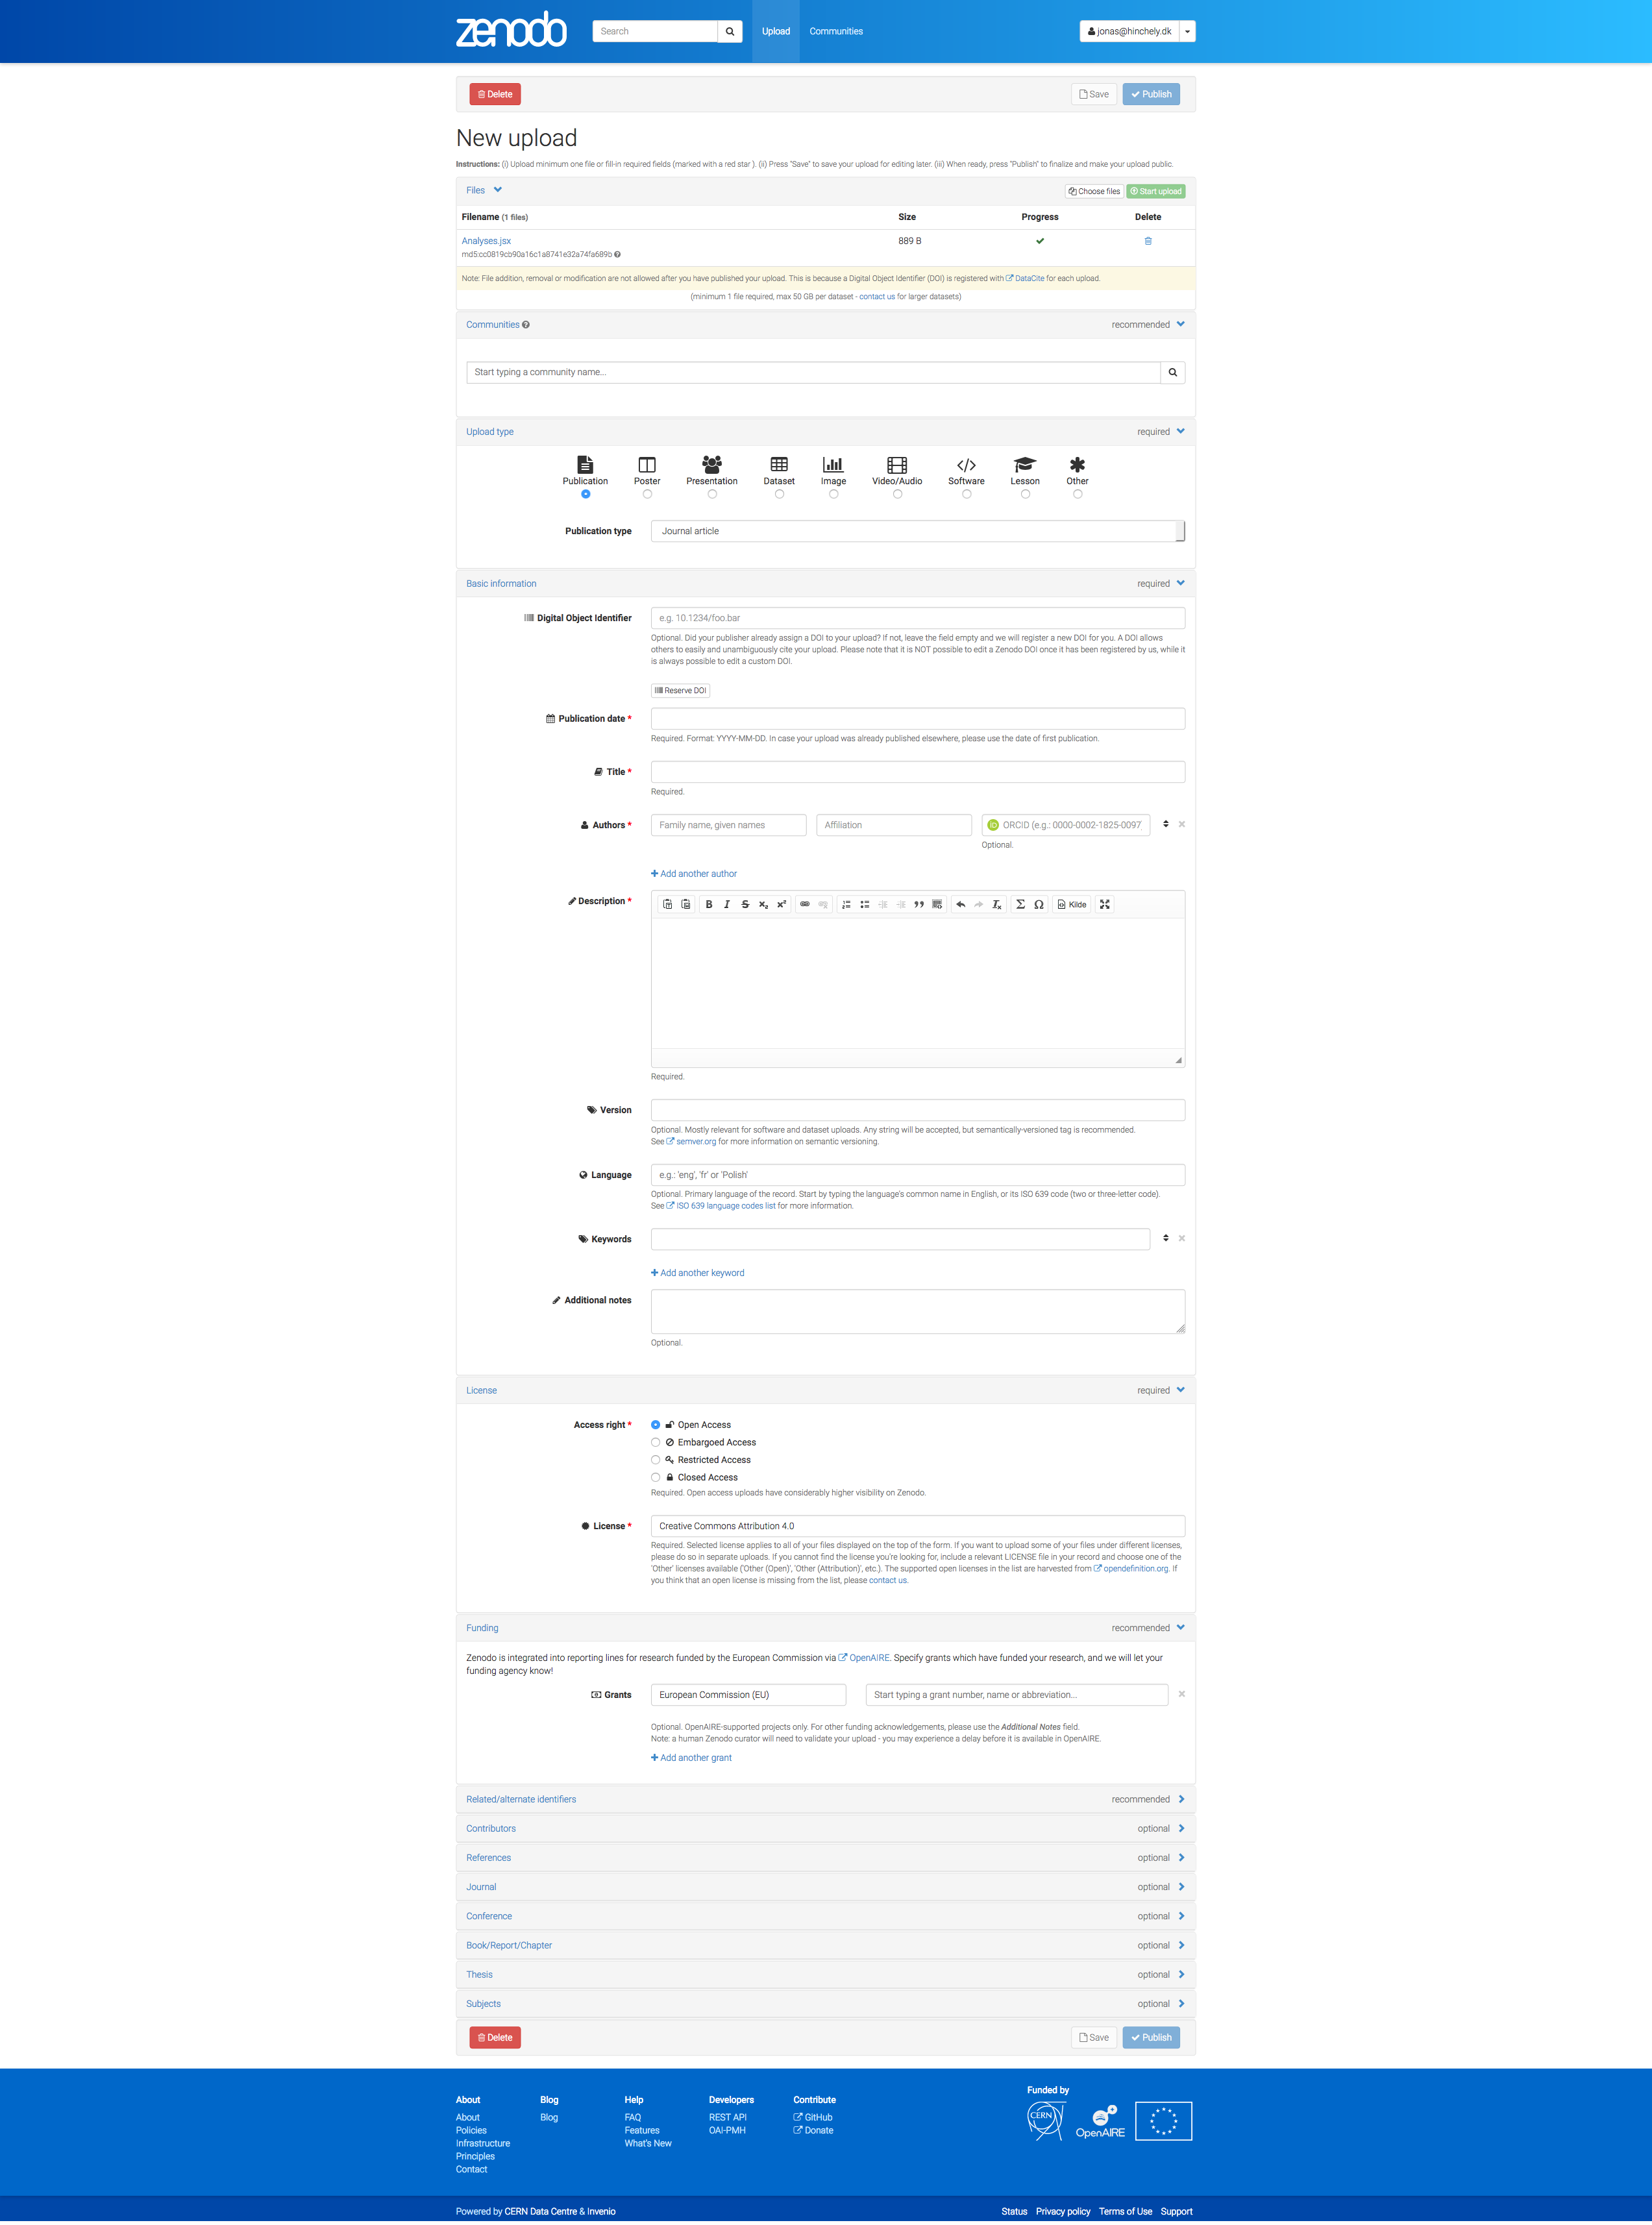 zenodo
Search
Upload
Communities
jonas@hinchely.dk
Delete
Save
Publish
New upload
Instructions: (i) Upload minimum one file or fill-in required fields (marked with a red star ). (ii) Press "Save" to save your upload for editing later. (iii) When ready, press "Publish" to finalize and make your upload public.
Files
Choose files
Start upload
Filename (1 files)
Size
Progress
Delete
Analyses.jsx
889 B
md5:cc0819cb90a16c1a8741e32a74fa689b
Note: File addition, removal or modification are not allowed after you have published your upload. This is because a Digital Object Identifier (DOI) is registered with DataCite for each upload.
(minimum 1 file required, max 50 GB per dataset - contact us for larger datasets)
Communities
recommended
Start typing a community name...
Upload type
required
Publication
Poster
Presentation
Dataset
Image
Video/Audio
Software
Lesson
Other
Publication type
Journal article
Basic information
required
Digital Object Identifier
e.g. 10.1234/foo.bar
Optional. Did your publisher already assign a DOI to your upload? If not, leave the field empty and we will register a new DOI for you. A DOI allows
others to easily and unambiguously cite your upload. Please note that it is NOT possible to edit a Zenodo DOI once it has been registered by us, while it
is always possible to edit a custom DOI.
Reserve DOI
Publication date *
Required. Format: YYYY-MM-DD. In case your upload was already published elsewhere, please use the date of first publication.
Title *
Required.
Authors *
Family name, given names
Affiliation
iD
ORCID (e.g.: 0000-0002-1825-0097
Optional.
Add another author
Description *
B I S x₂ x² Σ Ω Kilde
Required.
Version
Optional. Mostly relevant for software and dataset uploads. Any string will be accepted, but semantically-versioned tag is recommended.
See semver.org for more information on semantic versioning.
Language
e.g.: 'eng', 'fr' or 'Polish'
Optional. Primary language of the record. Start by typing the language's common name in English, or its ISO 639 code (two or three-letter code).
See ISO 639 language codes list for more information.
Keywords
Add another keyword
Additional notes
Optional.
License
required
Access right *
Open Access
Embargoed Access
Restricted Access
Closed Access
Required. Open access uploads have considerably higher visibility on Zenodo.
License *
Creative Commons Attribution 4.0
Required. Selected license applies to all of your files displayed on the top of the form. If you want to upload some of your files under different licenses,
please do so in separate uploads. If you cannot find the license you're looking for, include a relevant LICENSE file in your record and choose one of the
'Other' licenses available ('Other (Open)', 'Other (Attribution)', etc.). The supported open licenses in the list are harvested from opendefinition.org. If
you think that an open license is missing from the list, please contact us.
Funding
recommended
Zenodo is integrated into reporting lines for research funded by the European Commission via OpenAIRE. Specify grants which have funded your research, and we will let your
funding agency know!
Grants
European Commission (EU)
Start typing a grant number, name or abbreviation...
Optional. OpenAIRE-supported projects only. For other funding acknowledgements, please use the Additional Notes field.
Note: a human Zenodo curator will need to validate your upload - you may experience a delay before it is available in OpenAIRE.
Add another grant
Related/alternate identifiers
recommended
Contributors
optional
References
optional
Journal
optional
Conference
optional
Book/Report/Chapter
optional
Thesis
optional
Subjects
optional
Delete
Save
Publish
About
About
Policies
Infrastructure
Principles
Contact
Blog
Blog
Help
FAQ
Features
What's New
Developers
REST API
OAI-PMH
Contribute
GitHub
Donate
Funded by
CERN
OpenAIRE
Powered by CERN Data Centre & Invenio
Status
Privacy policy
Terms of Use
Support